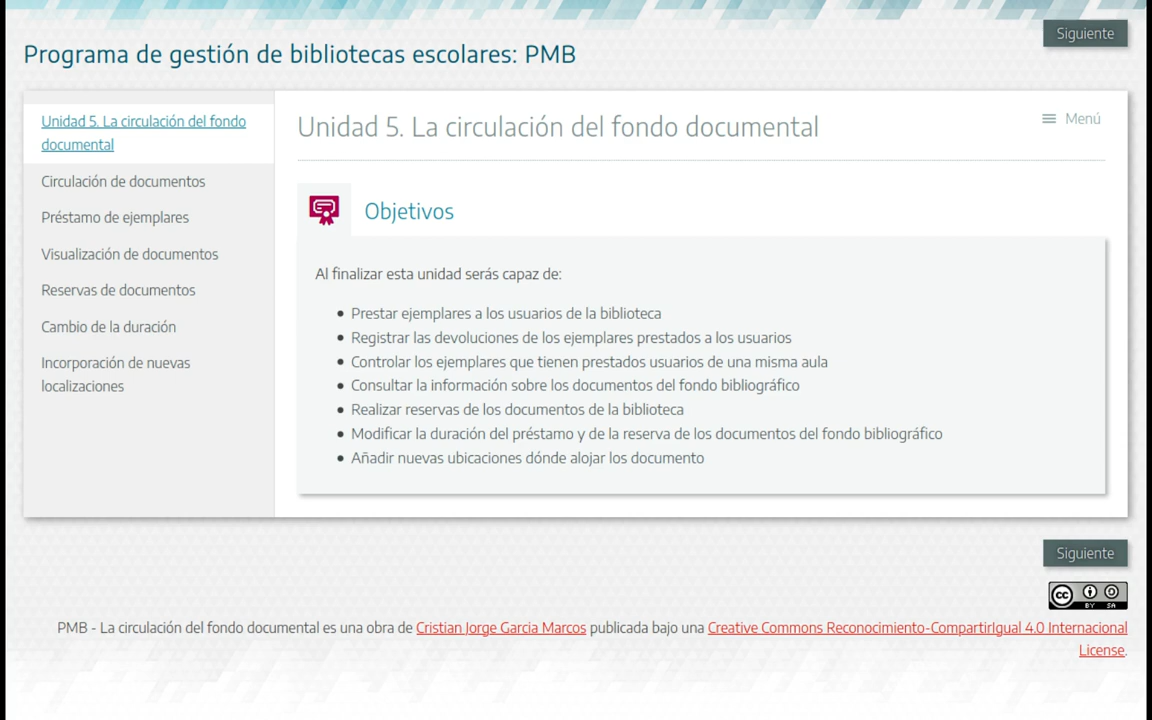 Siguiente
Programa de gestión de bibliotecas escolares: PMB
Unidad 5. La circulación del fondo
documental
Circulación de documentos
Préstamo de ejemplares
Visualización de documentos
Reservas de documentos
Cambio de la duración
Incorporación de nuevas
localizaciones
Unidad 5. La circulación del fondo documental
Menú
Objetivos
Al finalizar esta unidad serás capaz de:
Prestar ejemplares a los usuarios de la biblioteca
Registrar las devoluciones de los ejemplares prestados a los usuarios
Controlar los ejemplares que tienen prestados usuarios de una misma aula
Consultar la información sobre los documentos del fondo bibliográfico
Realizar reservas de los documentos de la biblioteca
Modificar la duración del préstamo y de la reserva de los documentos del fondo bibliográfico
Añadir nuevas ubicaciones dónde alojar los documento
Siguiente
cc BY SA
PMB - La circulación del fondo documental es una obra de Cristian Jorge Garcia Marcos publicada bajo una Creative Commons Reconocimiento-CompartirIgual 4.0 Internacional
License.